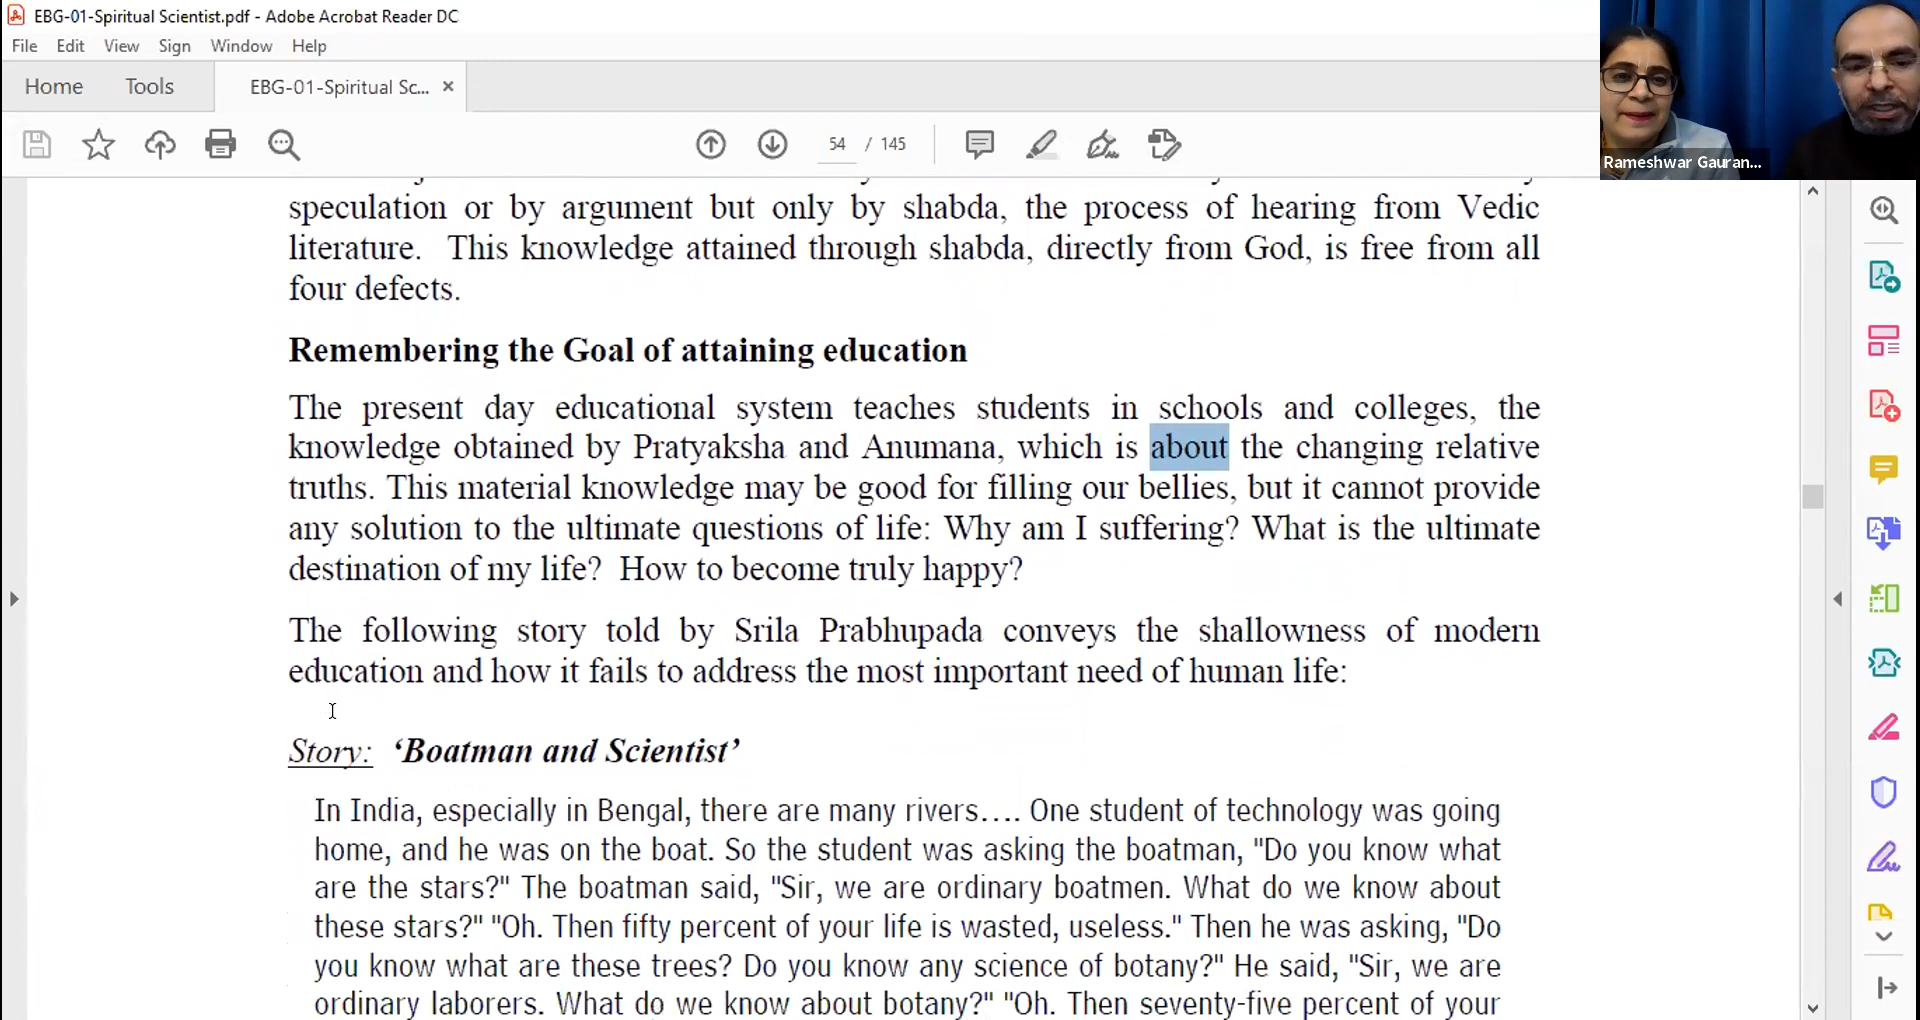 EBG-01-Spiritual Scientist.pdf - Adobe Acrobat Reader DC
File Edit View Sign Window Help
Home Tools EBG-01-Spiritual Sc... ×
54 / 145
Rameshwar Gauran...
speculation or by argument but only by shabda, the process of hearing from Vedic
literature. This knowledge attained through shabda, directly from God, is free from all
four defects.
Remembering the Goal of attaining education
The present day educational system teaches students in schools and colleges, the
knowledge obtained by Pratyaksha and Anumana, which is about the changing relative
truths. This material knowledge may be good for filling our bellies, but it cannot provide
any solution to the ultimate questions of life: Why am I suffering? What is the ultimate
destination of my life? How to become truly happy?
The following story told by Srila Prabhupada conveys the shallowness of modern
education and how it fails to address the most important need of human life:
Story: ‘Boatman and Scientist’
In India, especially in Bengal, there are many rivers.... One student of technology was going
home, and he was on the boat. So the student was asking the boatman, "Do you know what
are the stars?" The boatman said, "Sir, we are ordinary boatmen. What do we know about
these stars?" "Oh. Then fifty percent of your life is wasted, useless." Then he was asking, "Do
you know what are these trees? Do you know any science of botany?" He said, "Sir, we are
ordinary laborers. What do we know about botany?" "Oh. Then seventy-five percent of your